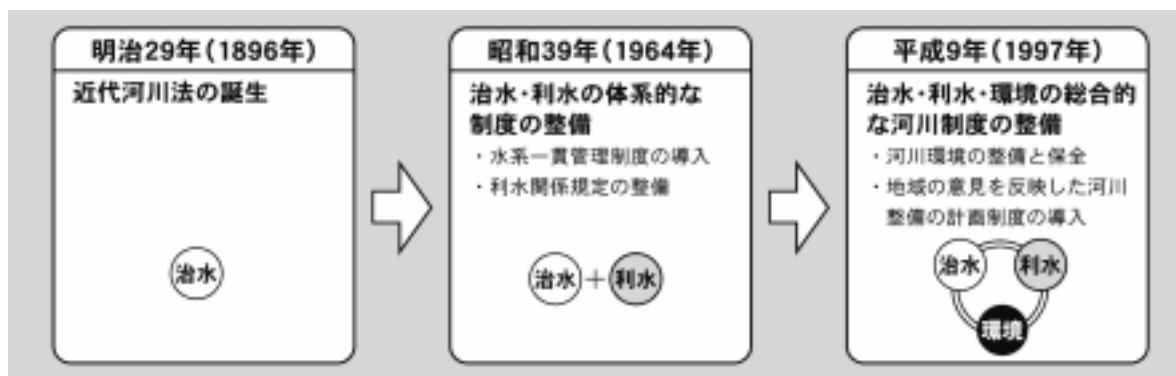 明治29年(1896年)
近代河川法の誕生
治水
昭和39年(1964年)
治水・利水の体系的な
制度の整備
・水系一貫管理制度の導入
・利水関係規定の整備
治水+利水
平成9年(1997年)
治水・利水・環境の総合的
な河川制度の整備
・河川環境の整備と保全
・地域の意見を反映した河川
整備の計画制度の導入
治水 利水
環境